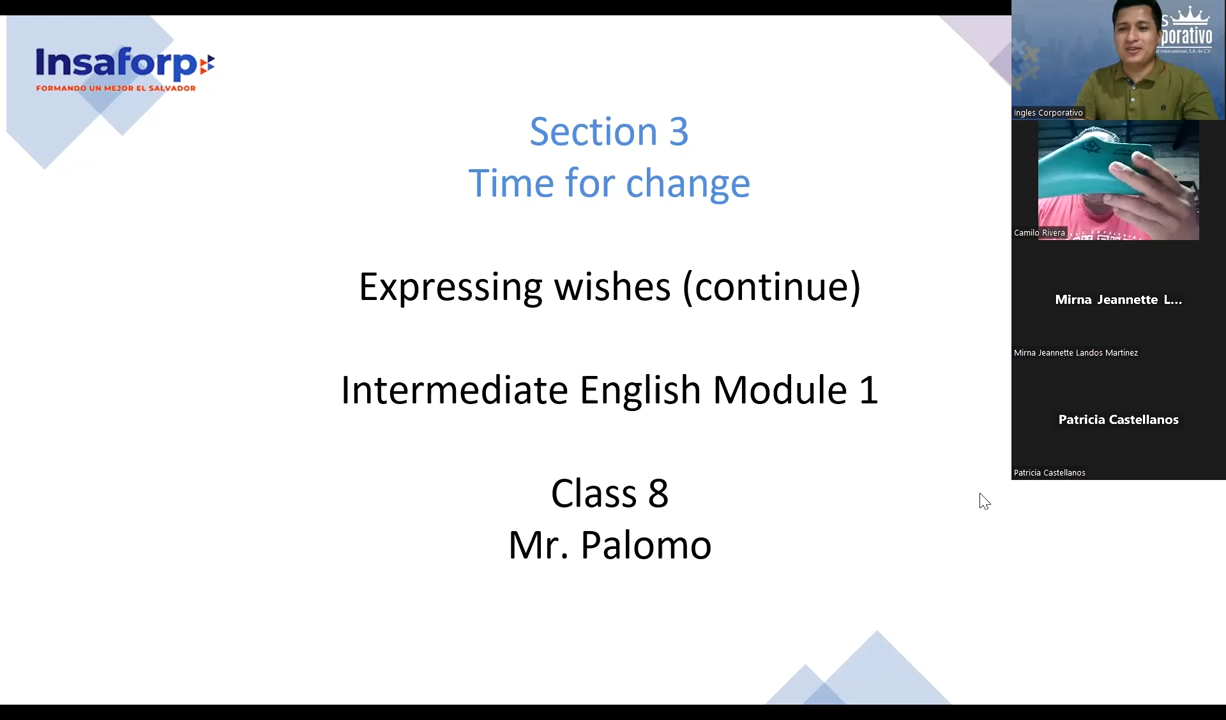 Insaforp
FORMANDO UN MEJOR EL SALVADOR
Section 3
Time for change
Expressing wishes (continue)
Intermediate English Module 1
Class 8
Mr. Palomo
Ingles Corporativo
Camilo Rivera
Mirna Jeannette L...
Mirna Jeannette Landos Martinez
Patricia Castellanos
Patricia Castellanos